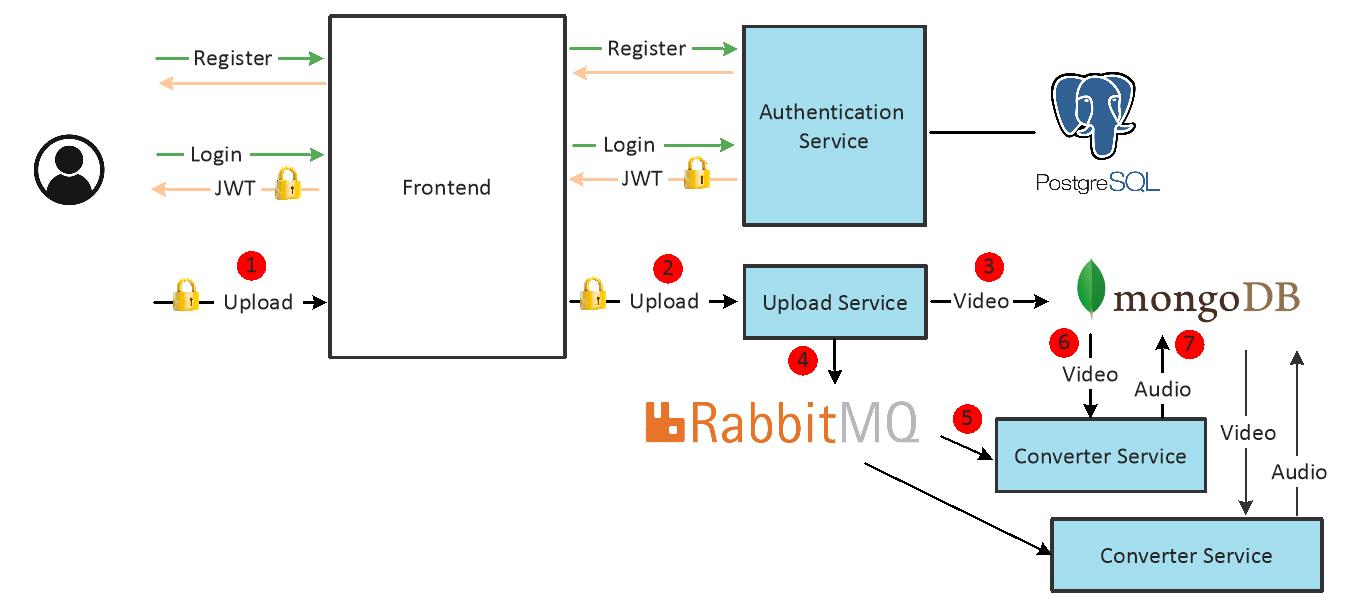 Register
Register
Authentication
Service
Login
JWT
Frontend
Login
JWT
PostgreSQL
1
Upload
2
Upload
Upload Service
3
Video
mongoDB
4
6
Video
7
Audio
RabbitMQ
5
Converter Service
Video
Audio
Converter Service